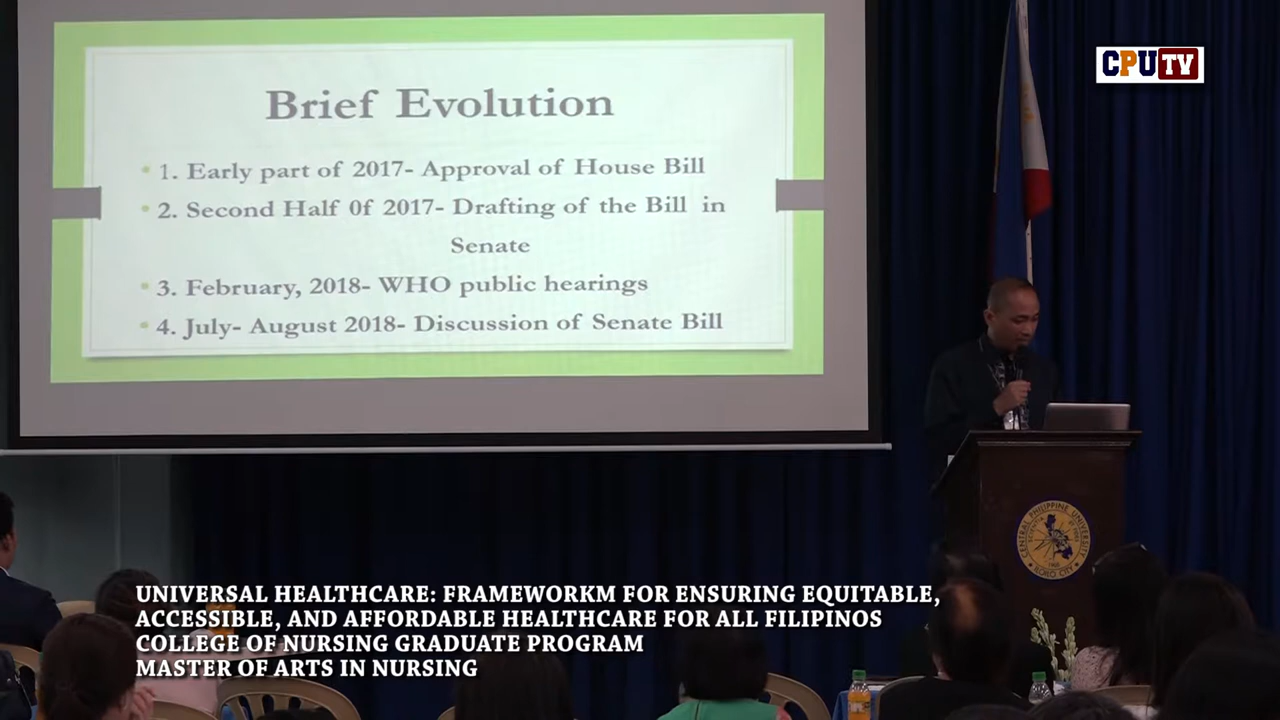 CPUTV
Brief Evolution
• 1. Early part of 2017- Approval of House Bill
• 2. Second Half 0f 2017- Drafting of the Bill in
Senate
• 3. February, 2018- WHO public hearings
• 4. July- August 2018- Discussion of Senate Bill
CENTRAL PHILIPPINE UNIVERSITY
UNIVERSAL HEALTHCARE: FRAMEWORKM FOR ENSURING EQUITABLE,
ACCESSIBLE, AND AFFORDABLE HEALTHCARE FOR ALL FILIPINOS
COLLEGE OF NURSING GRADUATE PROGRAM
MASTER OF ARTS IN NURSING